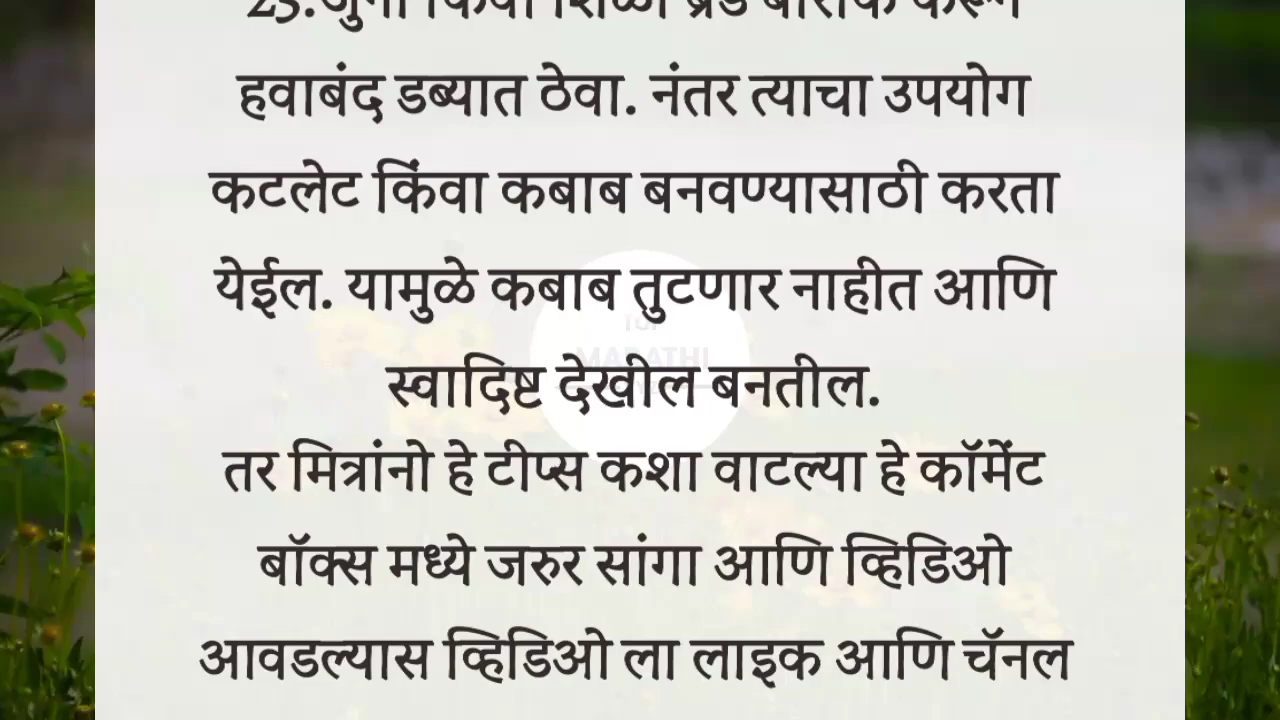 हवाबंद डब्यात ठेवा. नंतर त्याचा उपयोग
कटलेट किंवा कबाब बनवण्यासाठी करता
येईल. यामुळे कबाब तुटणार नाहीत आणि
MARATHI
स्वादिष्ट देखील बनतील.
तर मित्रांनो हे टीप्स कशा वाटल्या हे कॉमेंट
बॉक्स मध्ये जरुर सांगा आणि व्हिडिओ
आवडल्यास व्हिडिओ ला लाइक आणि चॅनल